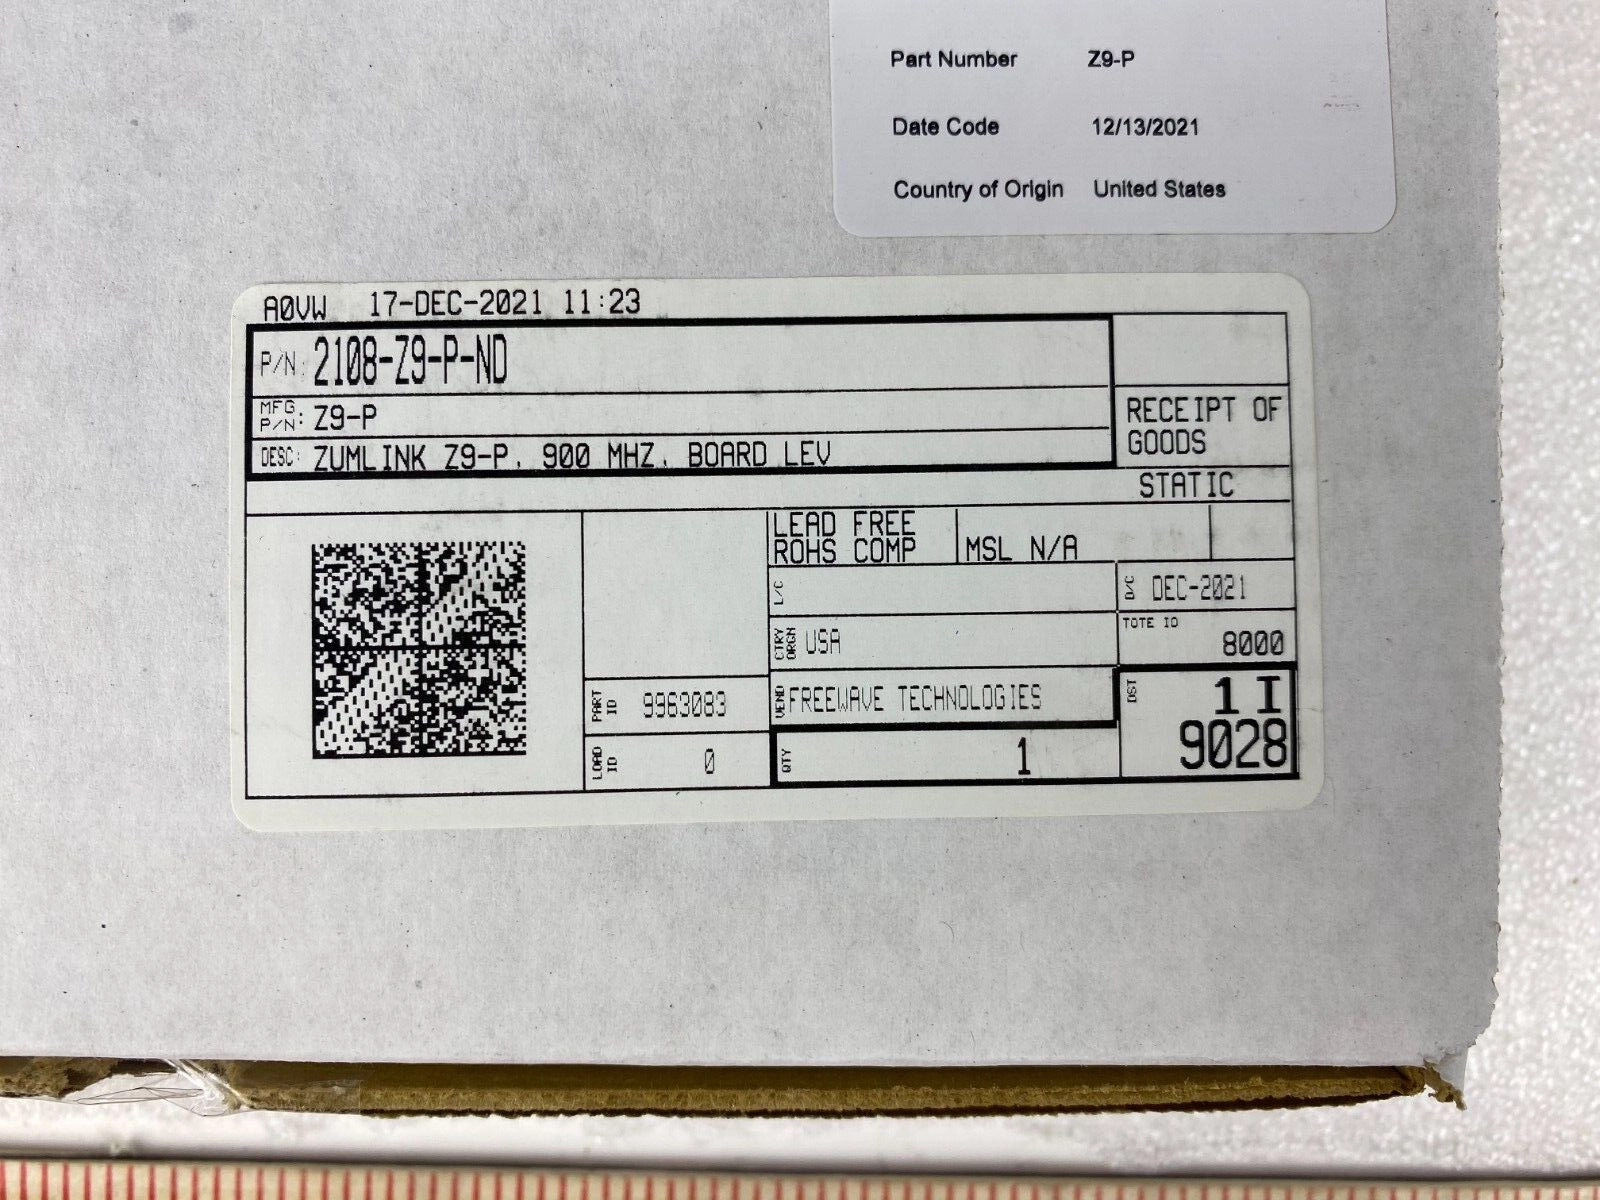 Part Number Z9-P
Date Code 12/13/2021
Country of Origin United States
A0VW 17-DEC-2021 11:23
P/N: 2108-Z9-P-ND
MFG P/N: Z9-P
DESC: ZUMLINK Z9-P, 900 MHZ, BOARD LEV
RECEIPT OF
GOODS
STATIC
LEAD FREE
ROHS COMP
MSL N/A
L/C
D/C DEC-2021
CTRY ORGN USA
TOTE ID
8000
PART ID 9963083
VEND FREEWAVE TECHNOLOGIES
DST 1 I
9028
LOAD ID 0
QTY 1